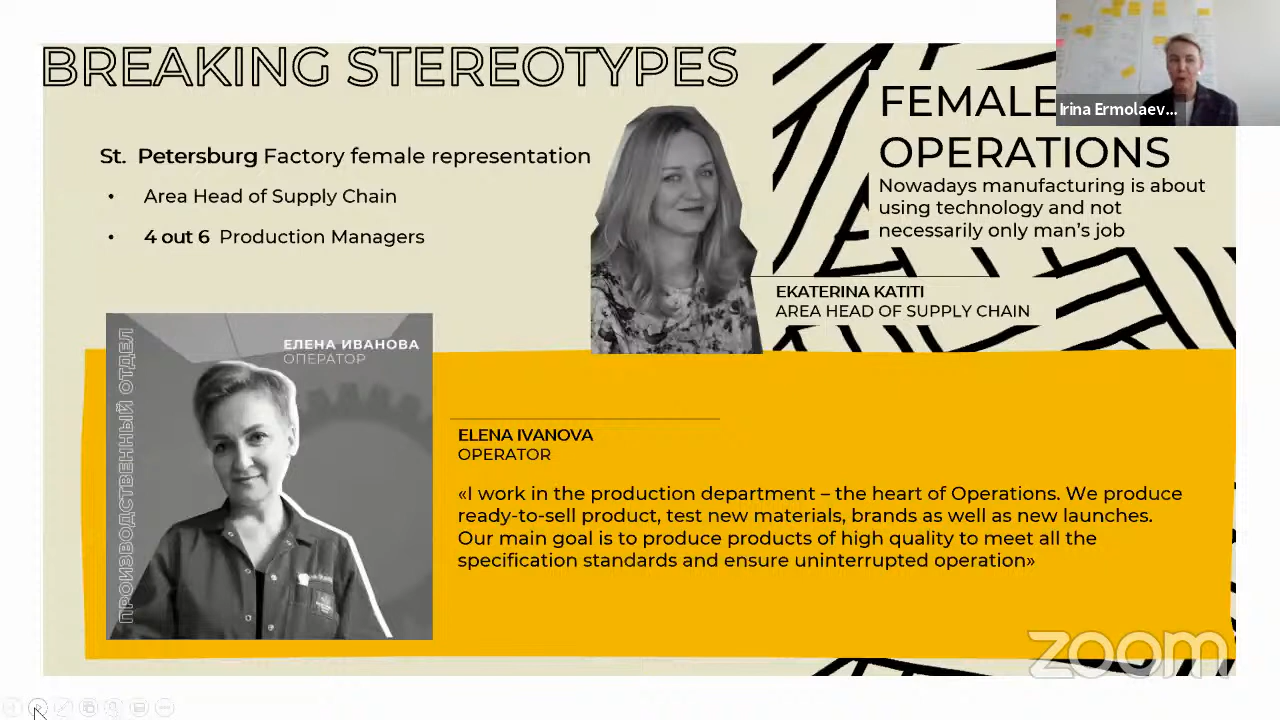 BREAKING STEREOTYPES
St. Petersburg Factory female representation
• Area Head of Supply Chain
• 4 out 6 Production Managers
FEMALE
OPERATIONS
Nowadays manufacturing is about
using technology and not
necessarily only man's job
Irina Ermolaev...
EKATERINA KATITI
AREA HEAD OF SUPPLY CHAIN
ПРОИЗВОДСТВЕННЫЙ ОТДЕЛ
ЕЛЕНА ИВАНОВА
ОПЕРАТОР
ELENA IVANOVA
OPERATOR
«I work in the production department – the heart of Operations. We produce
ready-to-sell product, test new materials, brands as well as new launches.
Our main goal is to produce products of high quality to meet all the
specification standards and ensure uninterrupted operation»
zoom